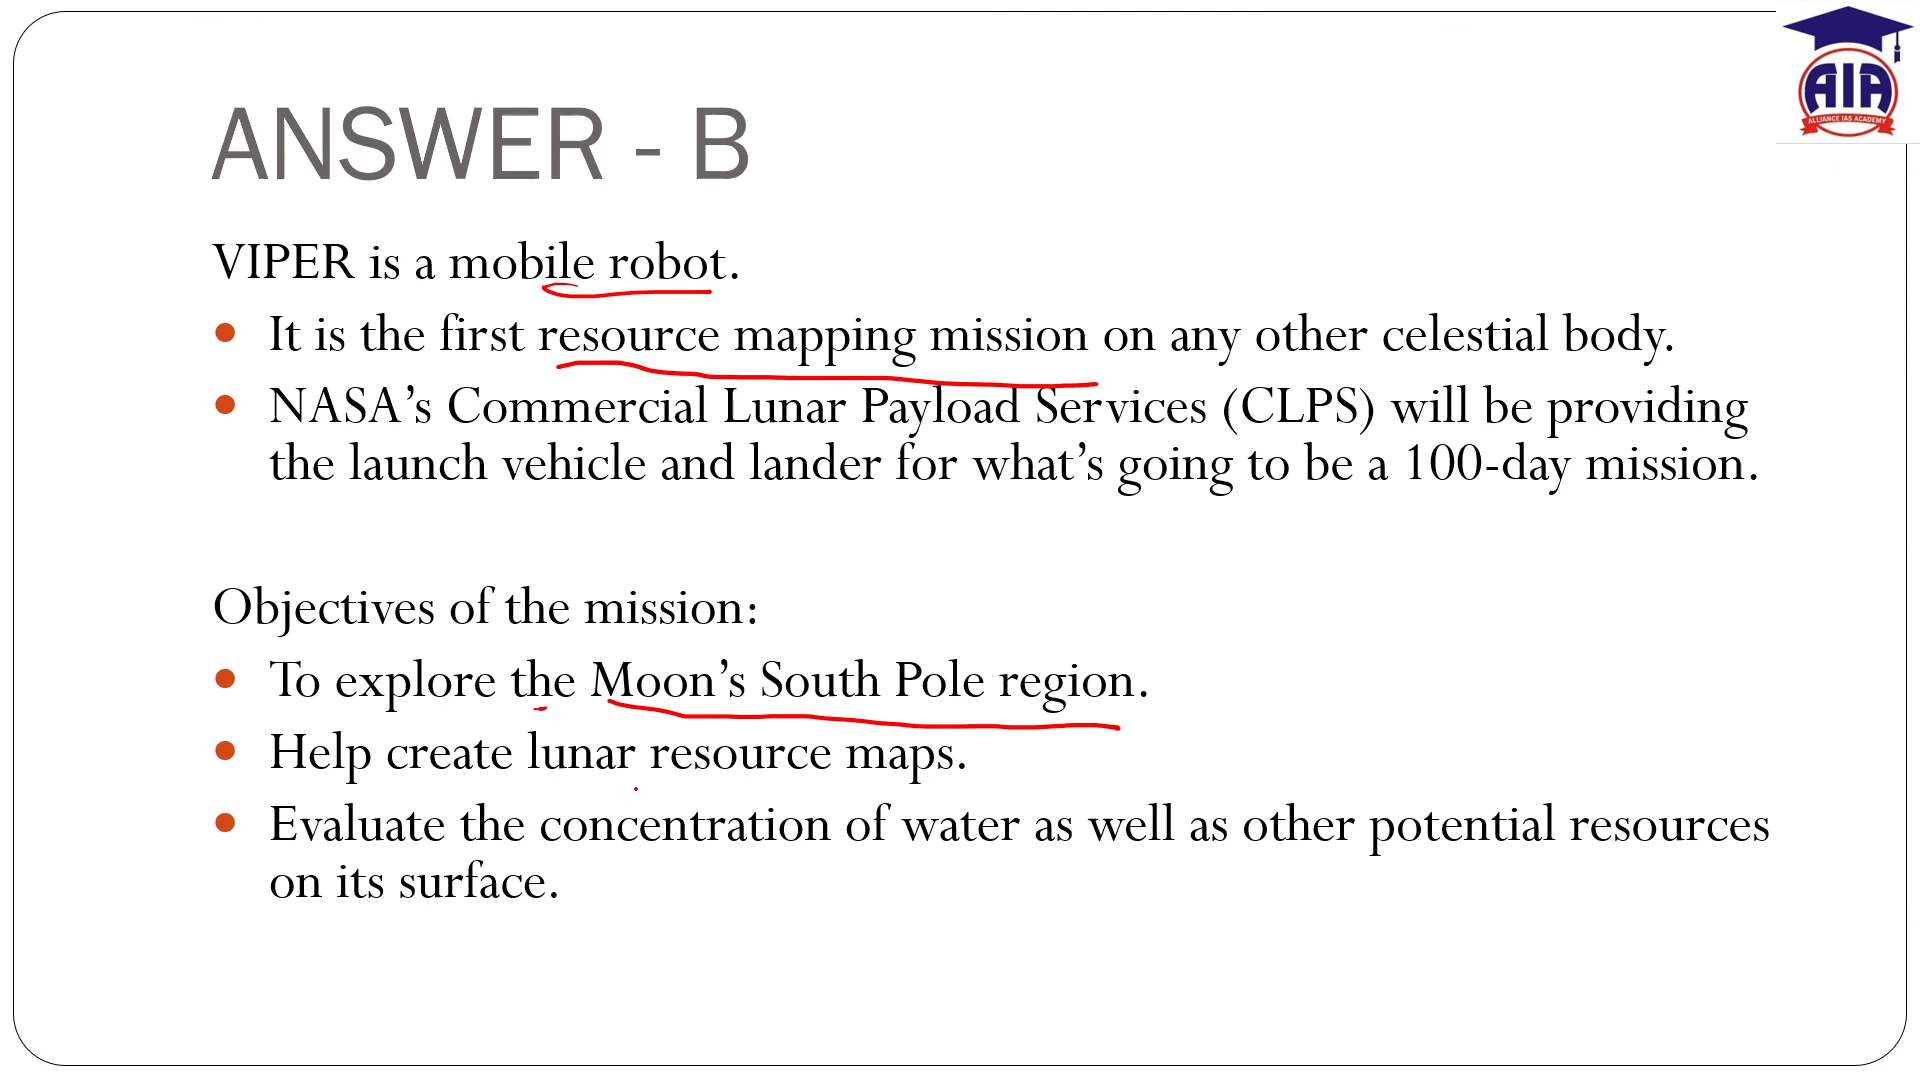 AIA
ALLIANCE IAS ACADEMY
ANSWER - B
VIPER is a mobile robot.
It is the first resource mapping mission on any other celestial body.
NASA’s Commercial Lunar Payload Services (CLPS) will be providing
the launch vehicle and lander for what’s going to be a 100-day mission.
Objectives of the mission:
To explore the Moon’s South Pole region.
Help create lunar resource maps.
Evaluate the concentration of water as well as other potential resources
on its surface.